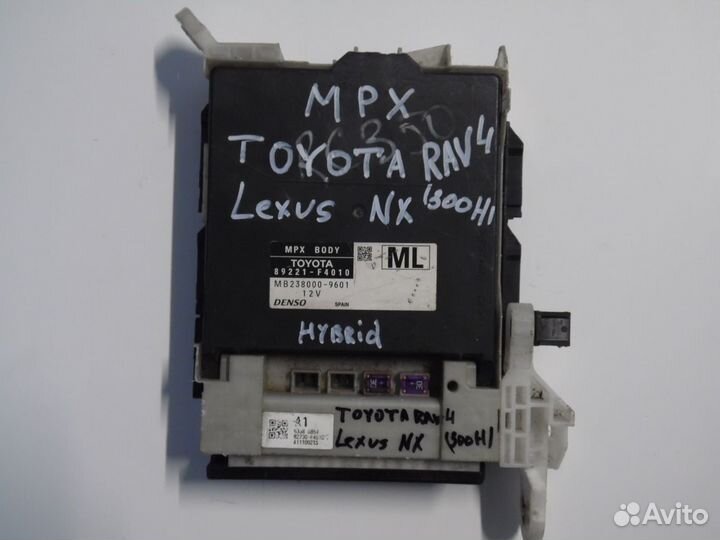 MPX
TOYOTA RAV4
Lexus NX (300H)
MPX BODY
TOYOTA
89221-F4010
ML
MB238000-9601
12V
DENSO
SPAIN
HYBRID
41
TOYOTA RAV4
Lexus NX (300H)
Avito